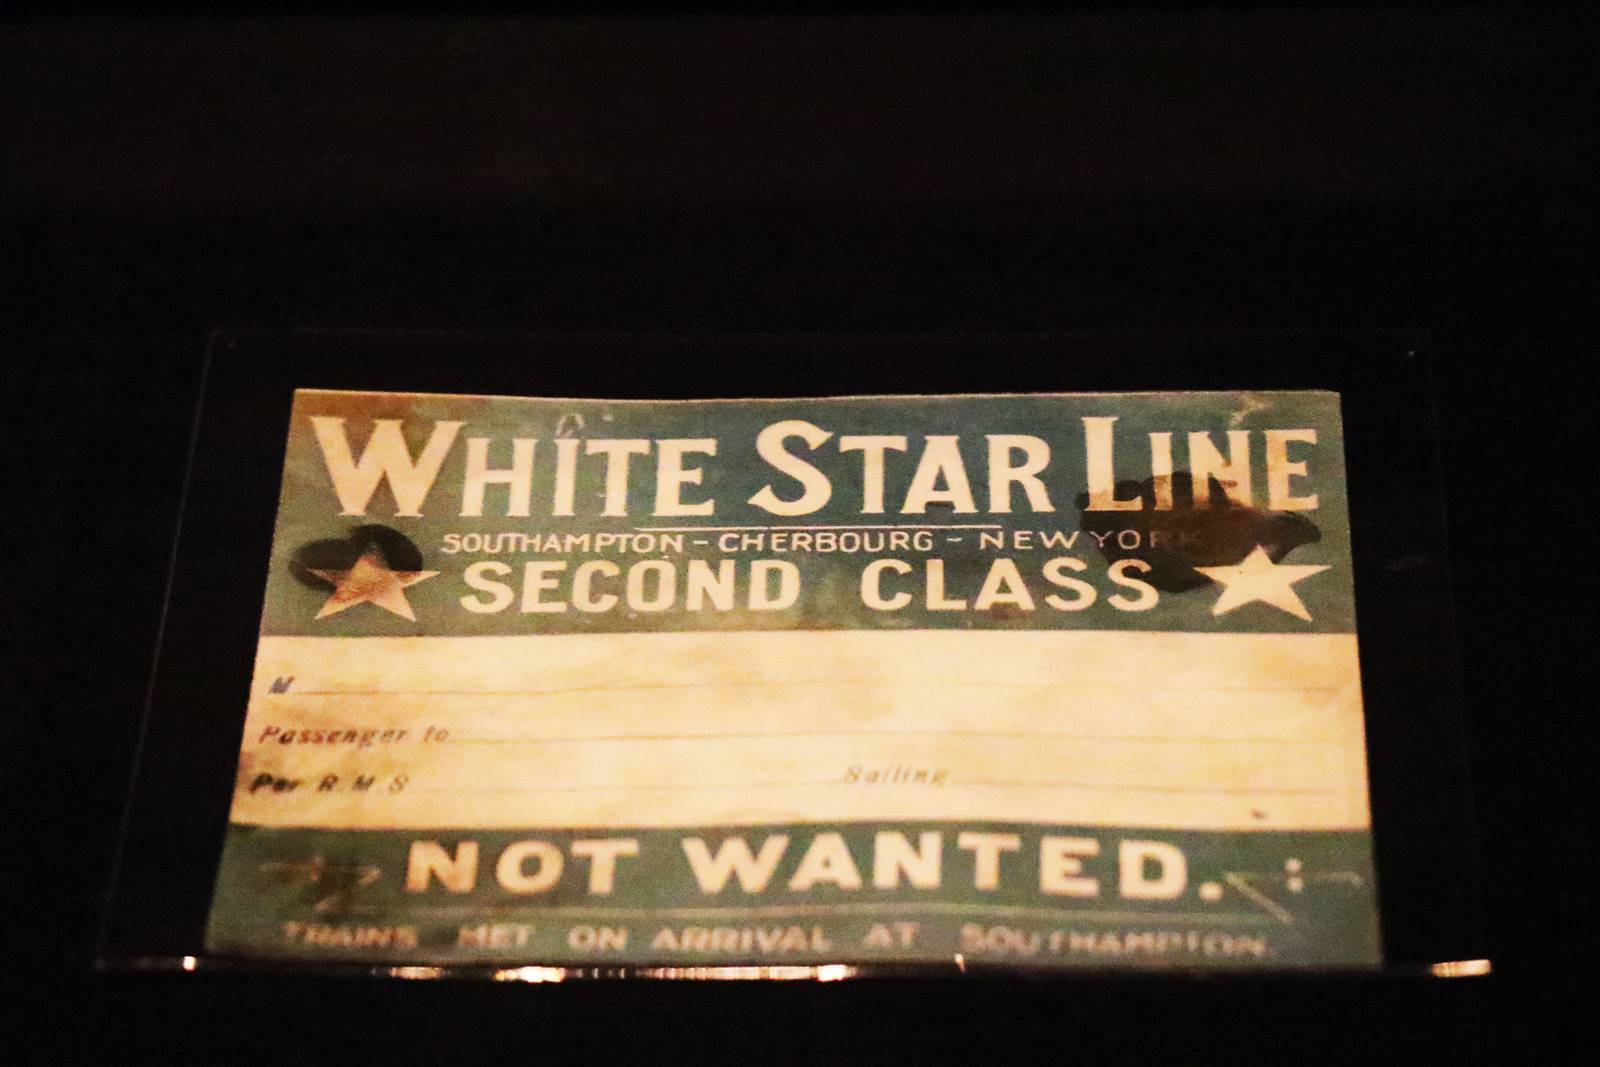 WHITE STAR LINE
SOUTHAMPTON - CHERBOURG - NEW YORK
SECOND CLASS
M
Passenger to
Per R.M.S Sailing
NOT WANTED.
TRAINS MET ON ARRIVAL AT SOUTHAMPTON.